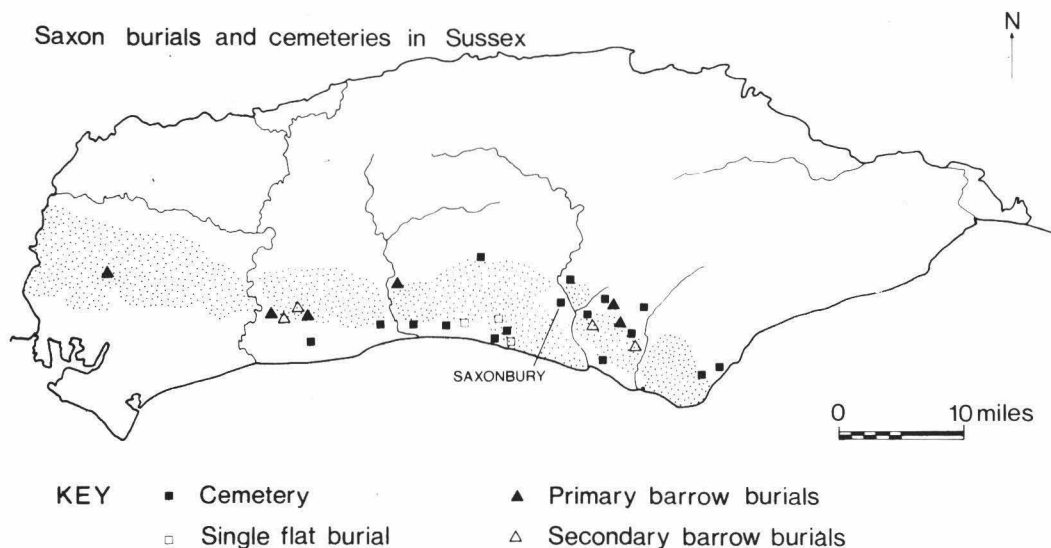 Saxon burials and cemeteries in Sussex
N
SAXONBURY
0 10 miles
KEY
Cemetery
Primary barrow burials
Single flat burial
Secondary barrow burials